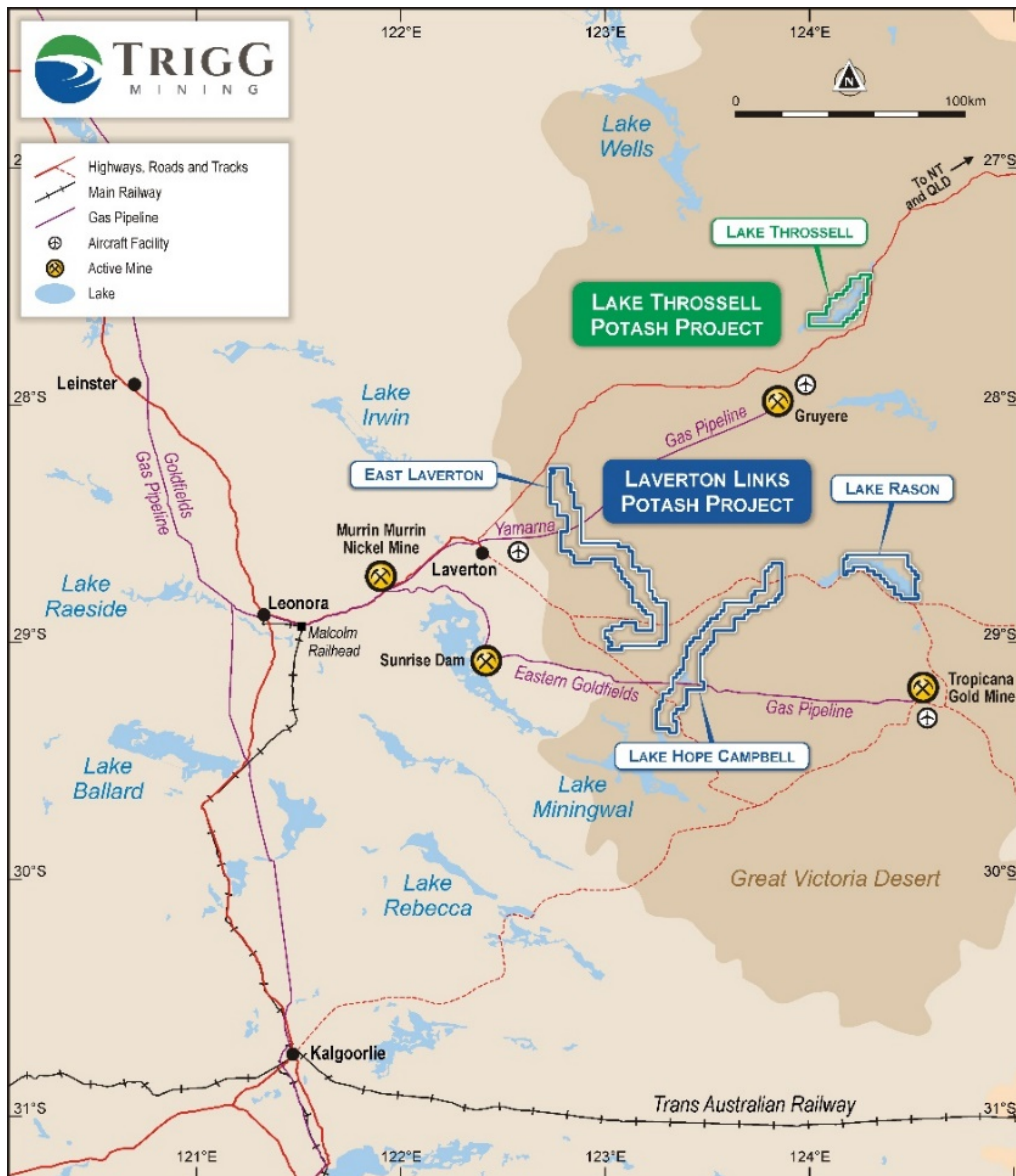 TRIGG
MINING
Highways, Roads and Tracks
Main Railway
Gas Pipeline
Aircraft Facility
Active Mine
Lake
122°E
123°E
124°E
N
0
100km
Lake
Wells
27°S
To NT
and QLD
LAKE THROSSELL
LAKE THROSSELL
POTASH PROJECT
Leinster
Lake
Irwin
28°S
28°S
Gruyere
Gas Pipeline
Goldfields
Gas Pipeline
EAST LAVERTON
LAVERTON LINKS
POTASH PROJECT
LAKE RASON
Murrin Murrin
Nickel Mine
Yamarna
Laverton
Lake
Raeside
Leonora
Malcolm
Railhead
29°S
29°S
Sunrise Dam
Eastern Goldfields
Gas Pipeline
Tropicana
Gold Mine
LAKE HOPE CAMPBELL
Lake
Ballard
Lake
Miningwal
30°S
30°S
Lake
Rebecca
Great Victoria Desert
Kalgoorlie
Trans Australian Railway
31°S
31°S
121°E
122°E
123°E
124°E